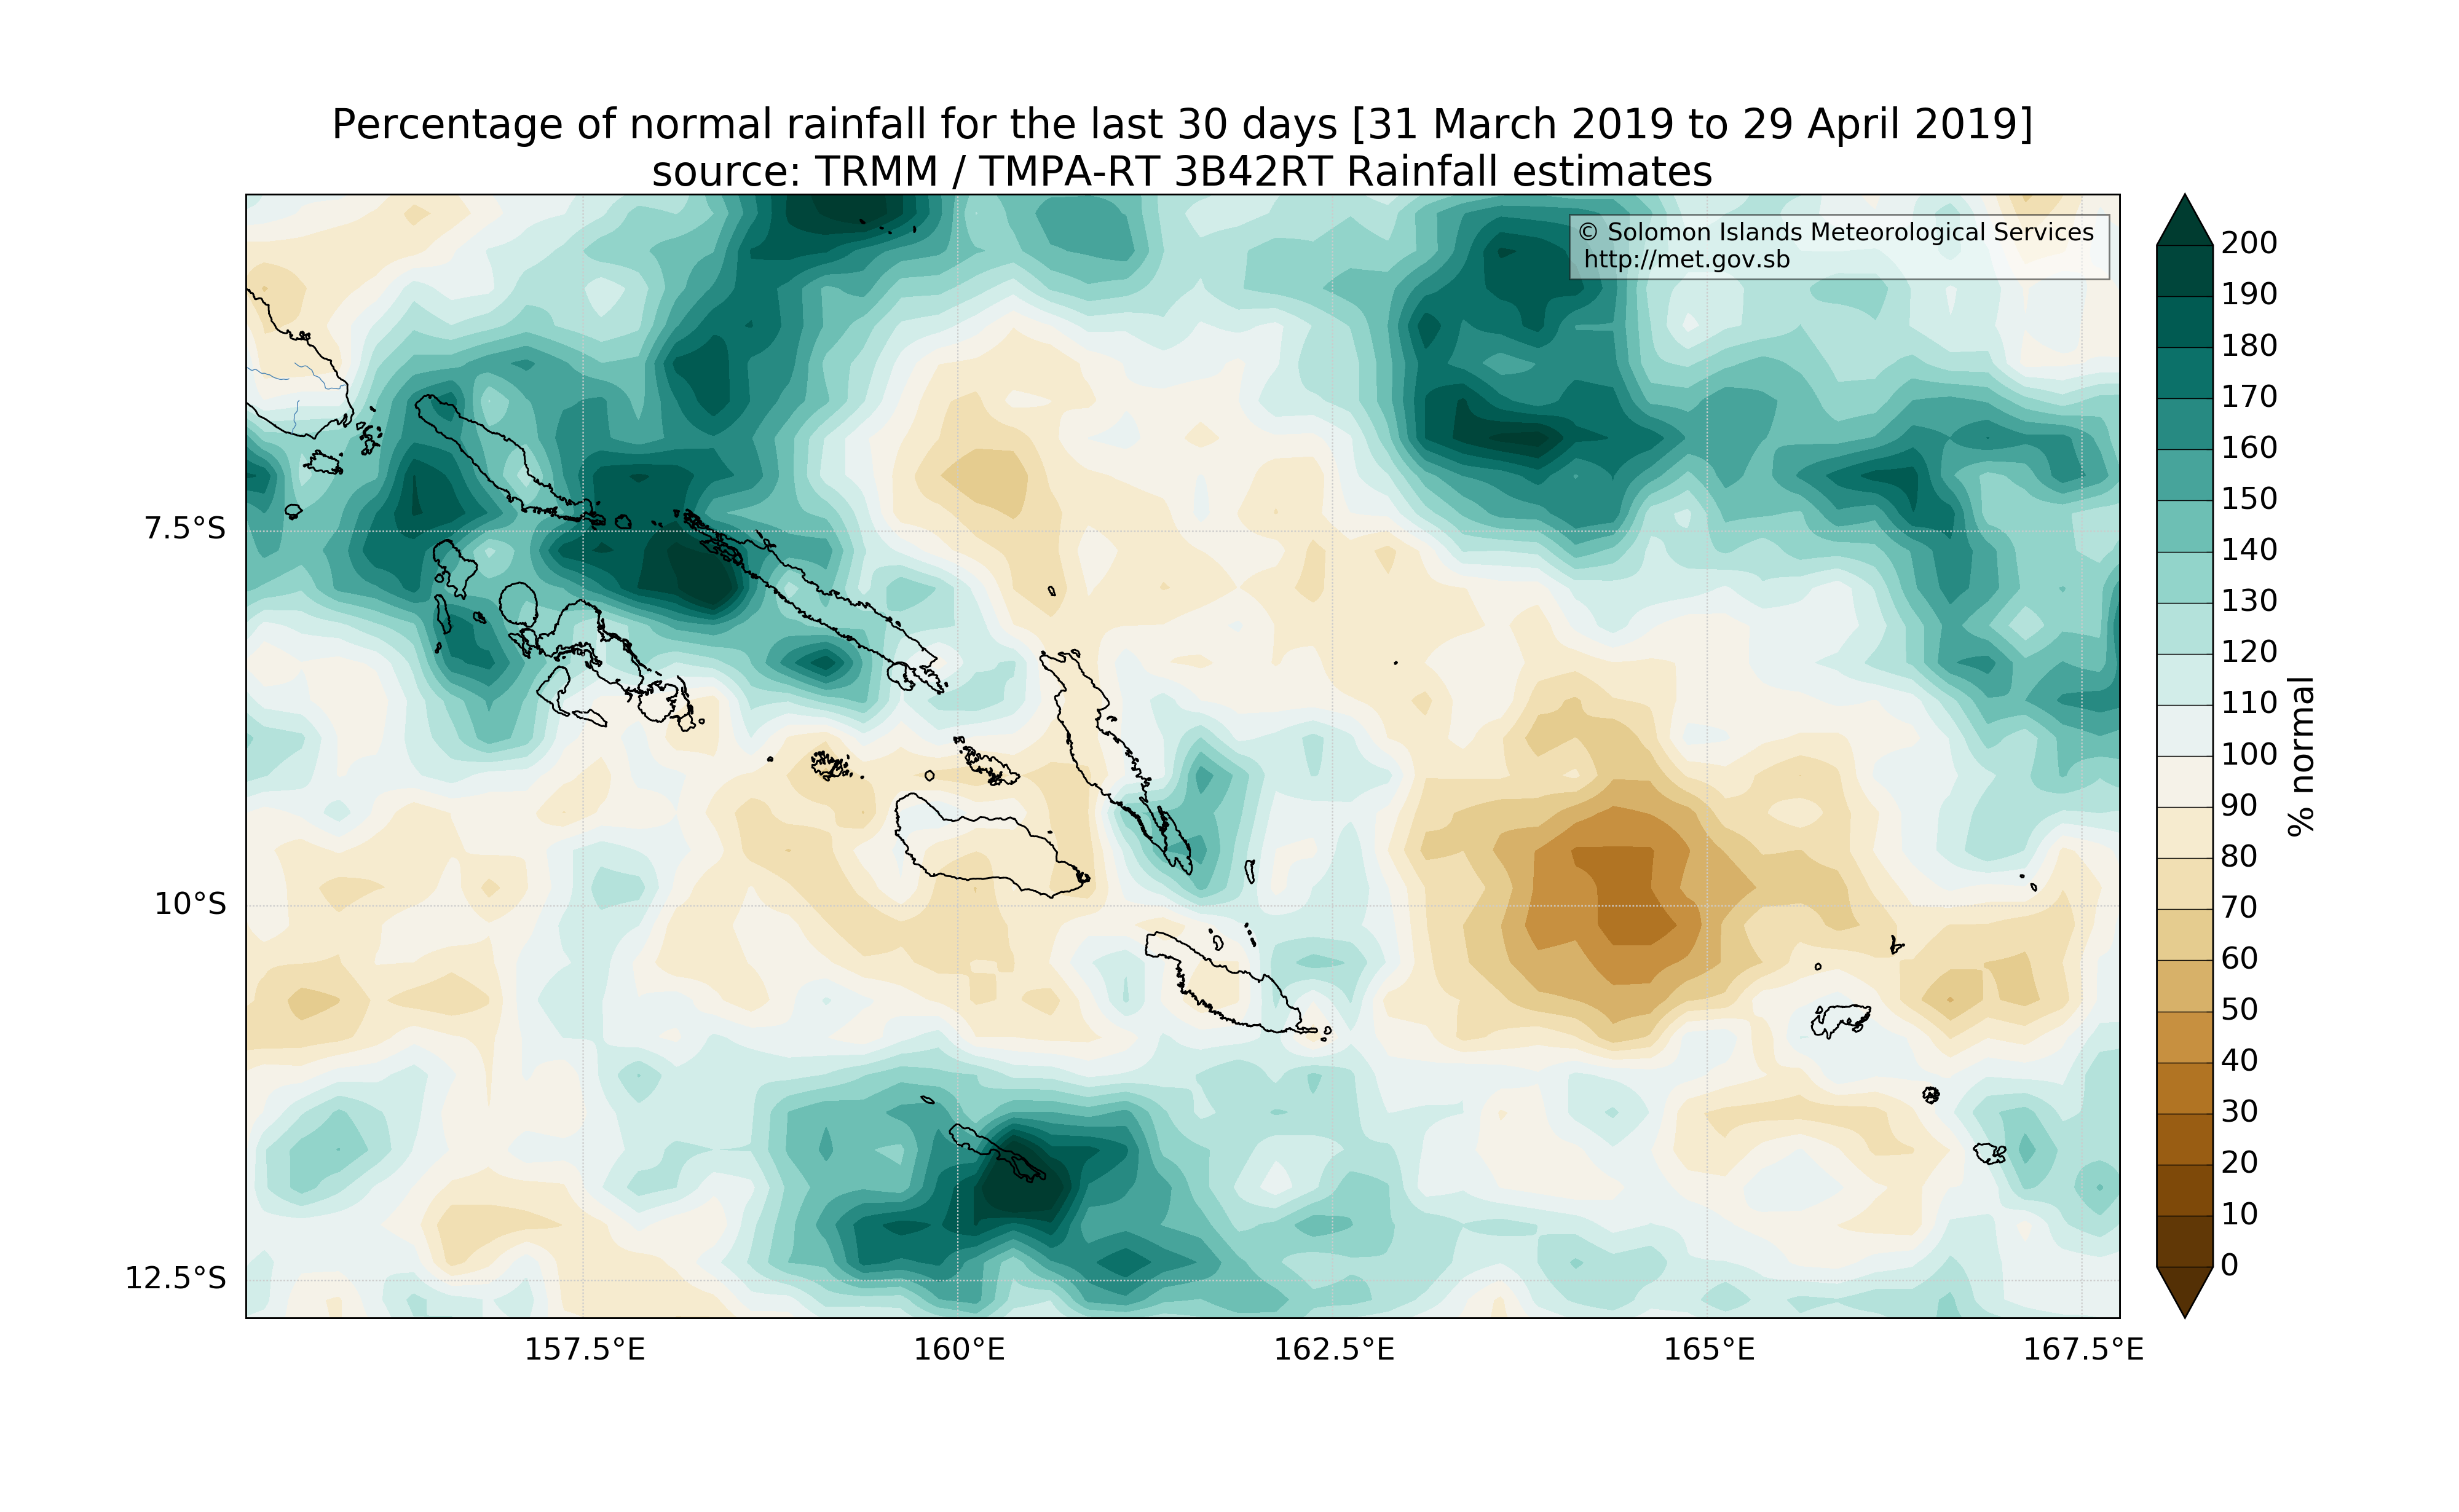 Percentage of normal rainfall for the last 30 days [31 March 2019 to 29 April 2019]
source: TRMM / TMPA-RT 3B42RT Rainfall estimates
© Solomon Islands Meteorological Services
http://met.gov.sb
7.5°S
10°S
12.5°S
157.5°E
160°E
162.5°E
165°E
167.5°E
200
190
180
170
160
150
140
130
120
110
100
90
80
70
60
50
40
30
20
10
0
% normal